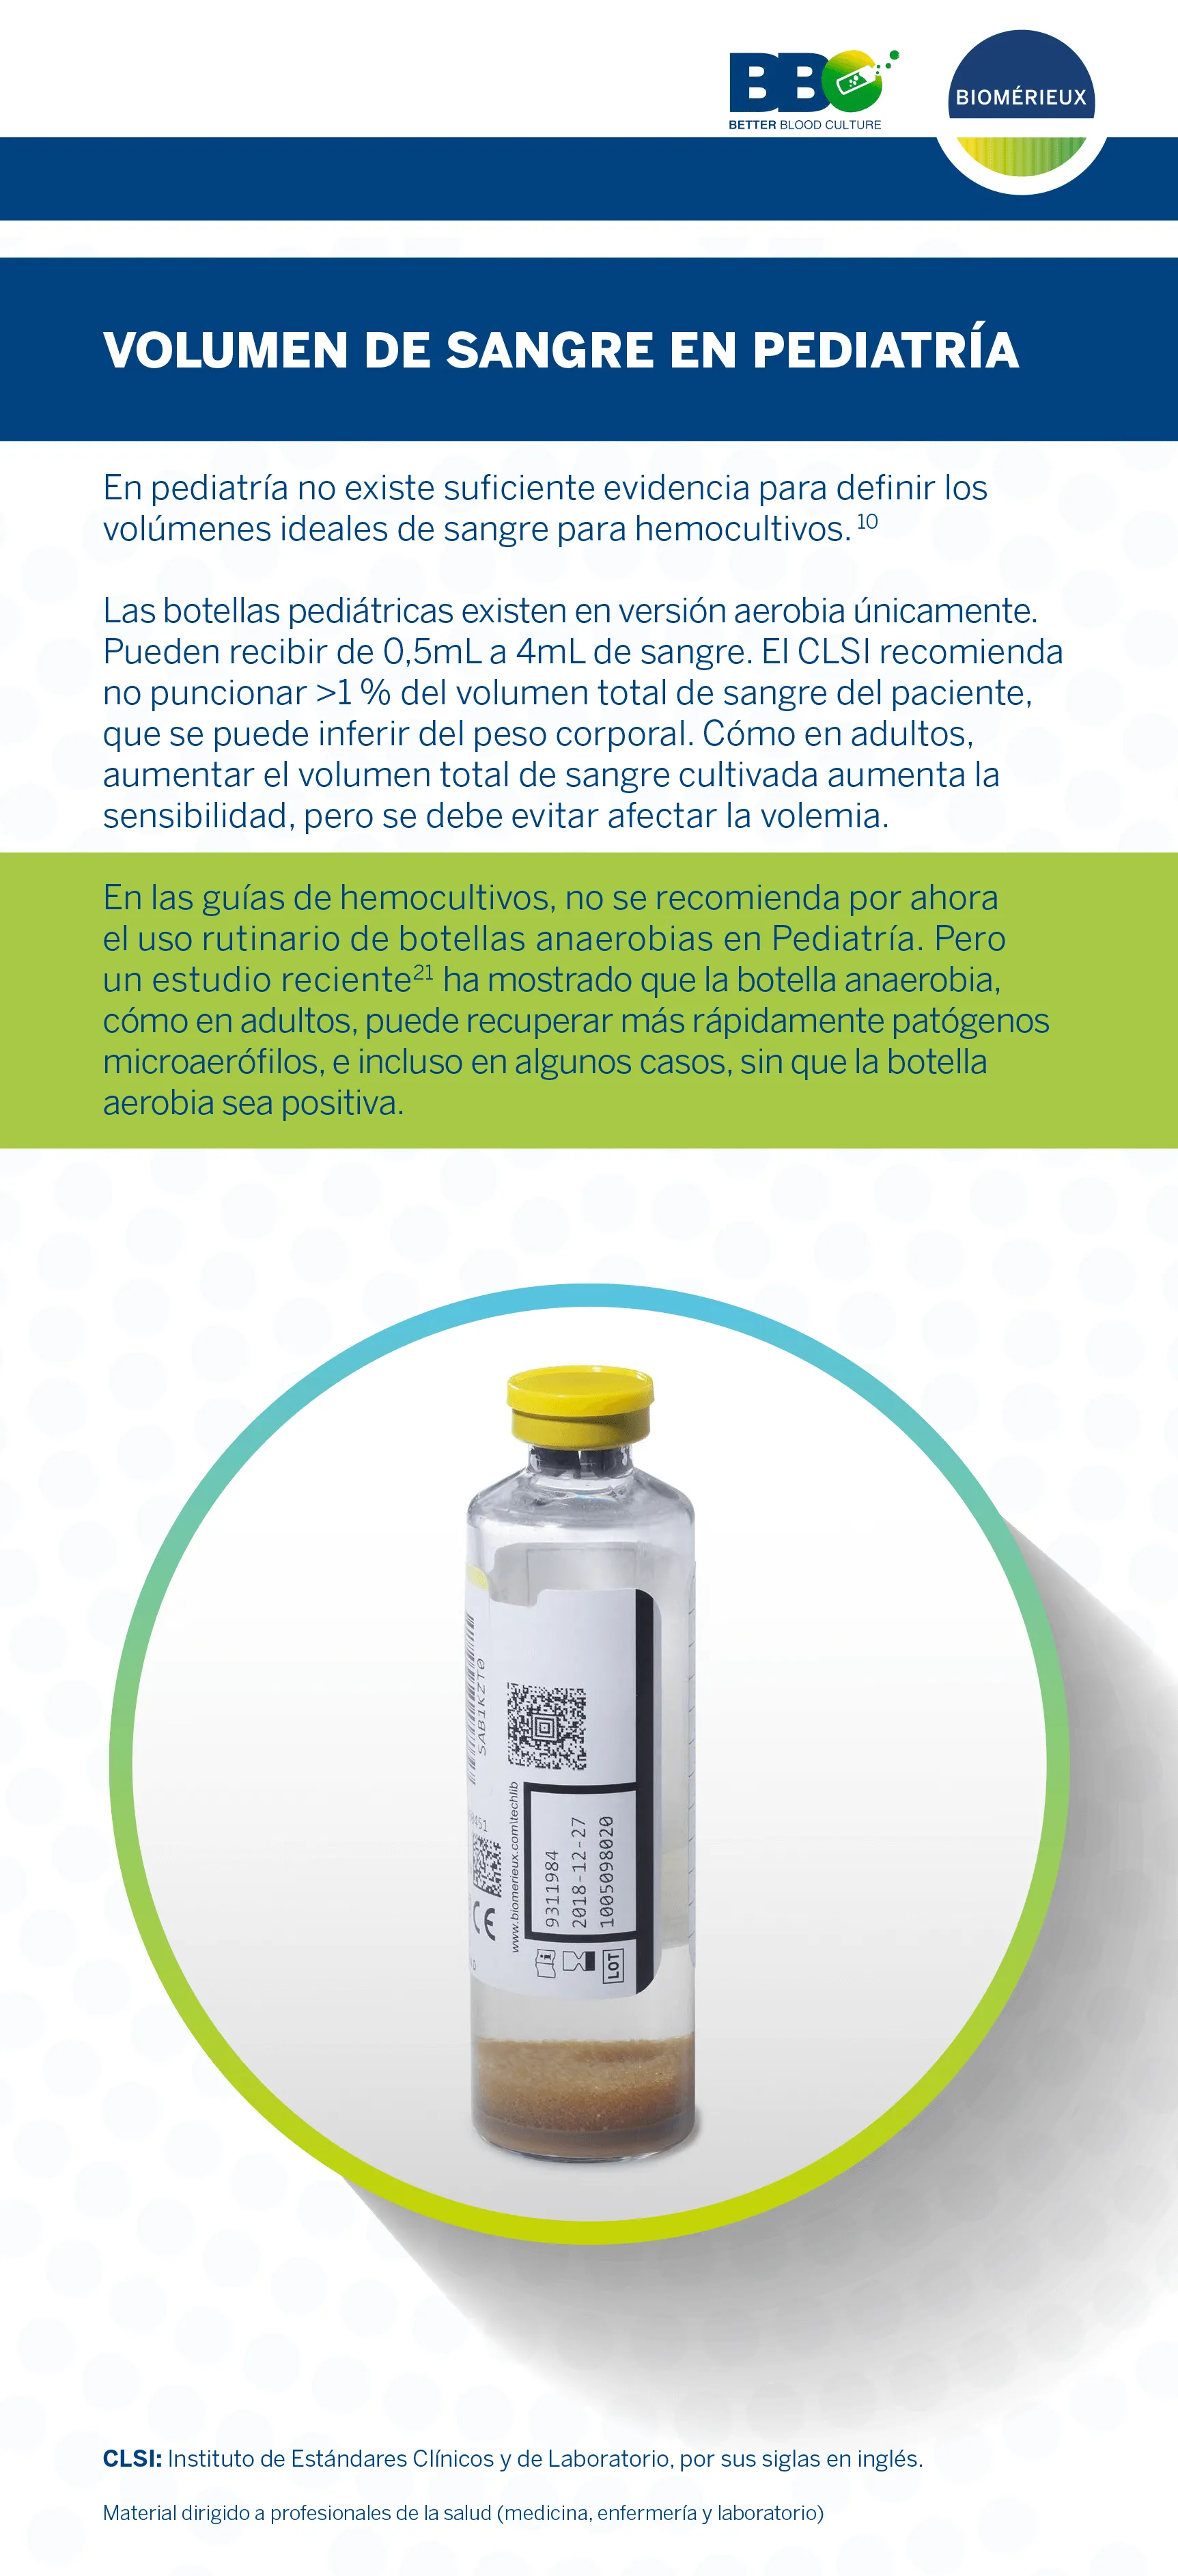 BBC
BETTER BLOOD CULTURE
BIOMÉRIEUX
VOLUMEN DE SANGRE EN PEDIATRÍA
En pediatría no existe suficiente evidencia para definir los
volúmenes ideales de sangre para hemocultivos. 10
Las botellas pediátricas existen en versión aerobia únicamente.
Pueden recibir de 0,5mL a 4mL de sangre. El CLSI recomienda
no puncionar >1 % del volumen total de sangre del paciente,
que se puede inferir del peso corporal. Cómo en adultos,
aumentar el volumen total de sangre cultivada aumenta la
sensibilidad, pero se debe evitar afectar la volemia.
En las guías de hemocultivos, no se recomienda por ahora
el uso rutinario de botellas anaerobias en Pediatría. Pero
un estudio reciente21 ha mostrado que la botella anaerobia,
cómo en adultos, puede recuperar más rápidamente patógenos
microaerófilos, e incluso en algunos casos, sin que la botella
aerobia sea positiva.
SAB1KZT0
CE
www.biomerieux.com\techlib
9311984
2018-12-27
LOT 1005098020
CLSI: Instituto de Estándares Clínicos y de Laboratorio, por sus siglas en inglés.
Material dirigido a profesionales de la salud (medicina, enfermería y laboratorio)